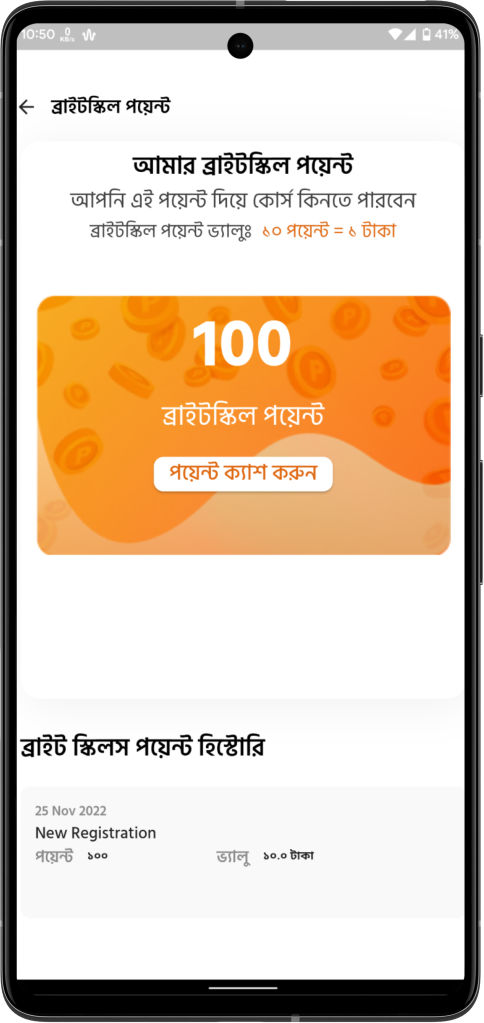 10:50 0 KB/s 41%
ব্রাইটস্কিল পয়েন্ট
আমার ব্রাইটস্কিল পয়েন্ট
আপনি এই পয়েন্ট দিয়ে কোর্স কিনতে পারবেন
ব্রাইটস্কিল পয়েন্ট ভ্যালুঃ ১০ পয়েন্ট = ১ টাকা
100
ব্রাইটস্কিল পয়েন্ট
পয়েন্ট ক্যাশ করুন
ব্রাইট স্কিলস পয়েন্ট হিস্টোরি
25 Nov 2022
New Registration
পয়েন্ট ১০০ ভ্যালু ১০.০ টাকা